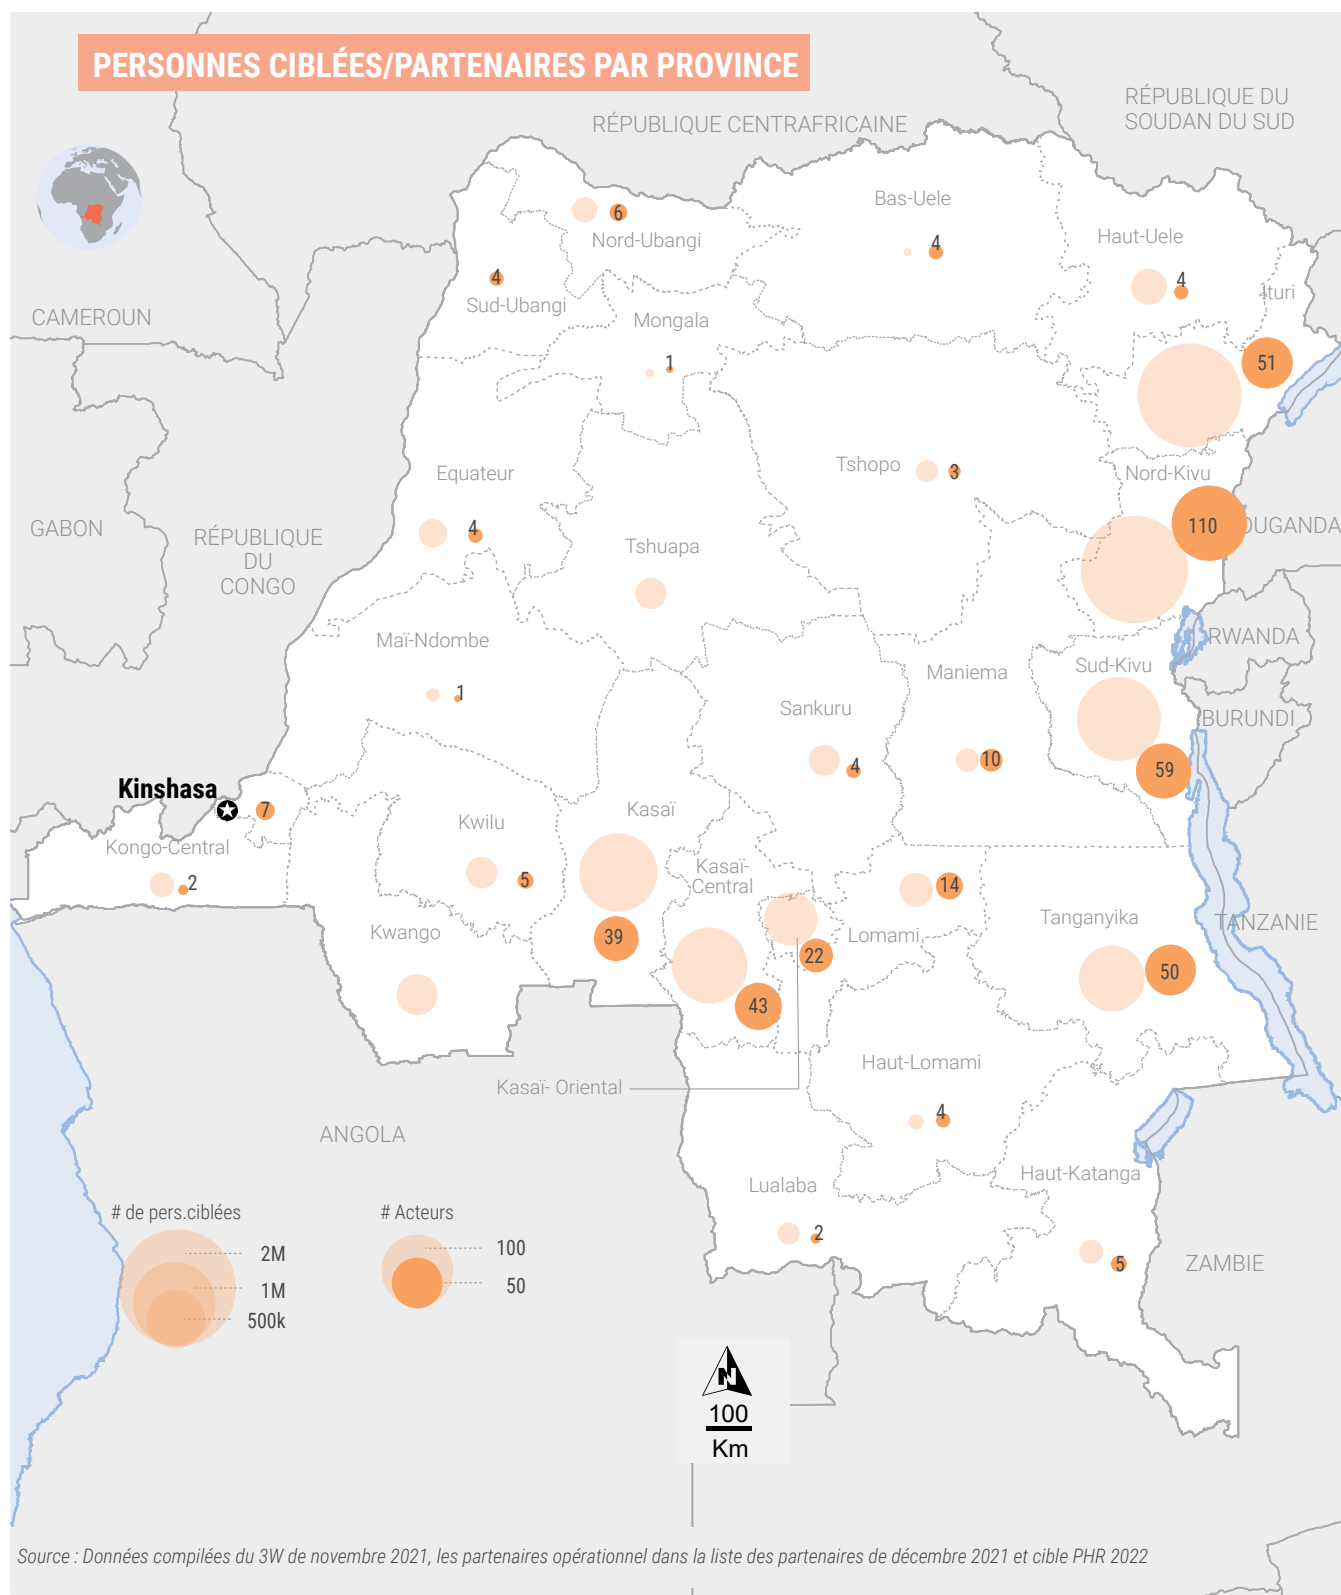 PERSONNES CIBLÉES/PARTENAIRES PAR PROVINCE
RÉPUBLIQUE DU
SOUDAN DU SUD
RÉPUBLIQUE CENTRAFRICAINE
Bas-Uele
4
Haut-Uele
4
Ituri
51
6
Nord-Ubangi
4
Sud-Ubangi
Mongala
1
CAMEROUN
Equateur
4
Tshopo
3
Nord-Kivu
110
OUGANDA
GABON
RÉPUBLIQUE
DU
CONGO
Tshuapa
Maï-Ndombe
1
Sankuru
4
Maniema
10
Sud-Kivu
59
RWANDA
BURUNDI
Kinshasa
7
Kongo-Central
2
Kwilu
5
Kasaï
39
Kasaï-
Central
43
22
Lomami
14
Tanganyika
50
TANZANIE
Kwango
Kasaï- Oriental
Haut-Lomami
4
ANGOLA
Lualaba
2
Haut-Katanga
5
ZAMBIE
# de pers.ciblées
2M
1M
500k
# Acteurs
100
50
N
100
Km
Source : Données compilées du 3W de novembre 2021, les partenaires opérationnel dans la liste des partenaires de décembre 2021 et cible PHR 2022